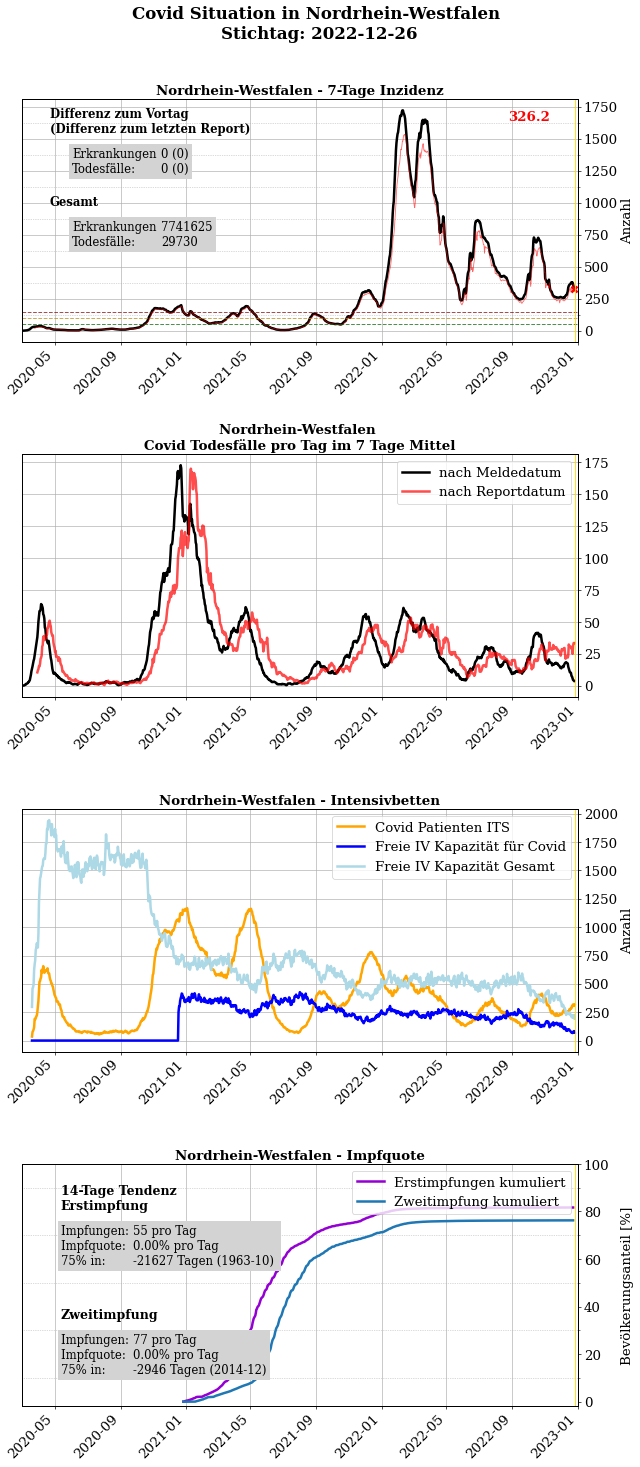 Covid Situation in Nordrhein-Westfalen
Stichtag: 2022-12-26
Nordrhein-Westfalen - 7-Tage Inzidenz
Differenz zum Vortag
(Differenz zum letzten Report)
Erkrankungen 0 (0)
Todesfälle: 0 (0)
Gesamt
Erkrankungen 7741625
Todesfälle: 29730
326.2
1750
1500
1250
1000
750
500
250
0
Anzahl
2020-05 2020-09 2021-01 2021-05 2021-09 2022-01 2022-05 2022-09 2023-01
Nordrhein-Westfalen
Covid Todesfälle pro Tag im 7 Tage Mittel
nach Meldedatum
nach Reportdatum
175
150
125
100
75
50
25
0
2020-05 2020-09 2021-01 2021-05 2021-09 2022-01 2022-05 2022-09 2023-01
Nordrhein-Westfalen - Intensivbetten
Covid Patienten ITS
Freie IV Kapazität für Covid
Freie IV Kapazität Gesamt
2000
1750
1500
1250
1000
750
500
250
0
Anzahl
2020-05 2020-09 2021-01 2021-05 2021-09 2022-01 2022-05 2022-09 2023-01
Nordrhein-Westfalen - Impfquote
14-Tage Tendenz
Erstimpfung
Impfungen: 55 pro Tag
Impfquote: 0.00% pro Tag
75% in: -21627 Tagen (1963-10)
Zweitimpfung
Impfungen: 77 pro Tag
Impfquote: 0.00% pro Tag
75% in: -2946 Tagen (2014-12)
Erstimpfungen kumuliert
Zweitimpfung kumuliert
100
80
60
40
20
0
Bevölkerungsanteil [%]
2020-05 2020-09 2021-01 2021-05 2021-09 2022-01 2022-05 2022-09 2023-01